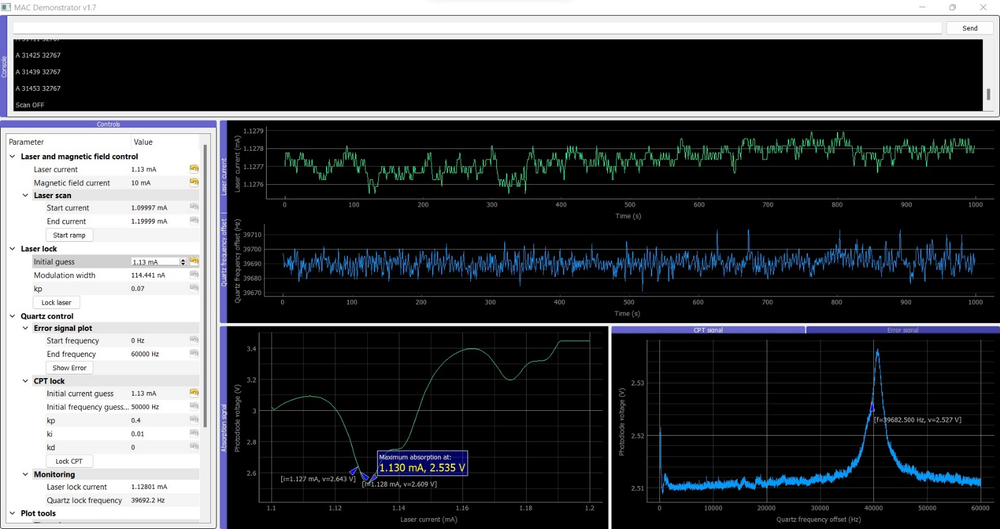 MAC Demonstrator v1.7
Console
Send
A 31411 32767
A 31425 32767
A 31439 32767
A 31453 32767
Scan OFF
Controls
Parameter Value
Laser and magnetic field control
Laser current 1.13 mA
Magnetic field current 10 mA
Laser scan
Start current 1.09997 mA
End current 1.19999 mA
Start ramp
Laser lock
Initial guess 1.13 mA
Modulation width 114.441 nA
kp 0.07
Lock laser
Quartz control
Error signal plot
Start frequency 0 Hz
End frequency 60000 Hz
Show Error
CPT lock
Initial current guess 1.13 mA
Initial frequency guess... 50000 Hz
kp 0.4
ki 0.01
kd 0
Lock CPT
Monitoring
Laser lock current 1.12801 mA
Quartz lock frequency 39692.2 Hz
Plot tools
Laser current
Laser current (mA)
1.1279
1.1278
1.1277
1.1276
0 100 200 300 400 500 600 700 800 900 1000
Time (s)
Quartz frequency offset
Quartz frequency offset (Hz)
39710
39700
39690
39680
39670
0 100 200 300 400 500 600 700 800 900 1000
Time (s)
Absorption signal
Photodiode voltage (V)
3.4
3.2
3
2.8
2.6
Maximum absorption at:
1.130 mA, 2.535 V
[i=1.127 mA, v=2.643 V]
[i=1.128 mA, v=2.609 V]
1.1 1.12 1.14 1.16 1.18 1.2
Laser current (mA)
CPT signal Error signal
Photodiode voltage (V)
2.53
2.52
2.51
[f=39682.500 Hz, v=2.527 V]
0 10000 20000 30000 40000 50000 60000
Quartz frequency offset (Hz)